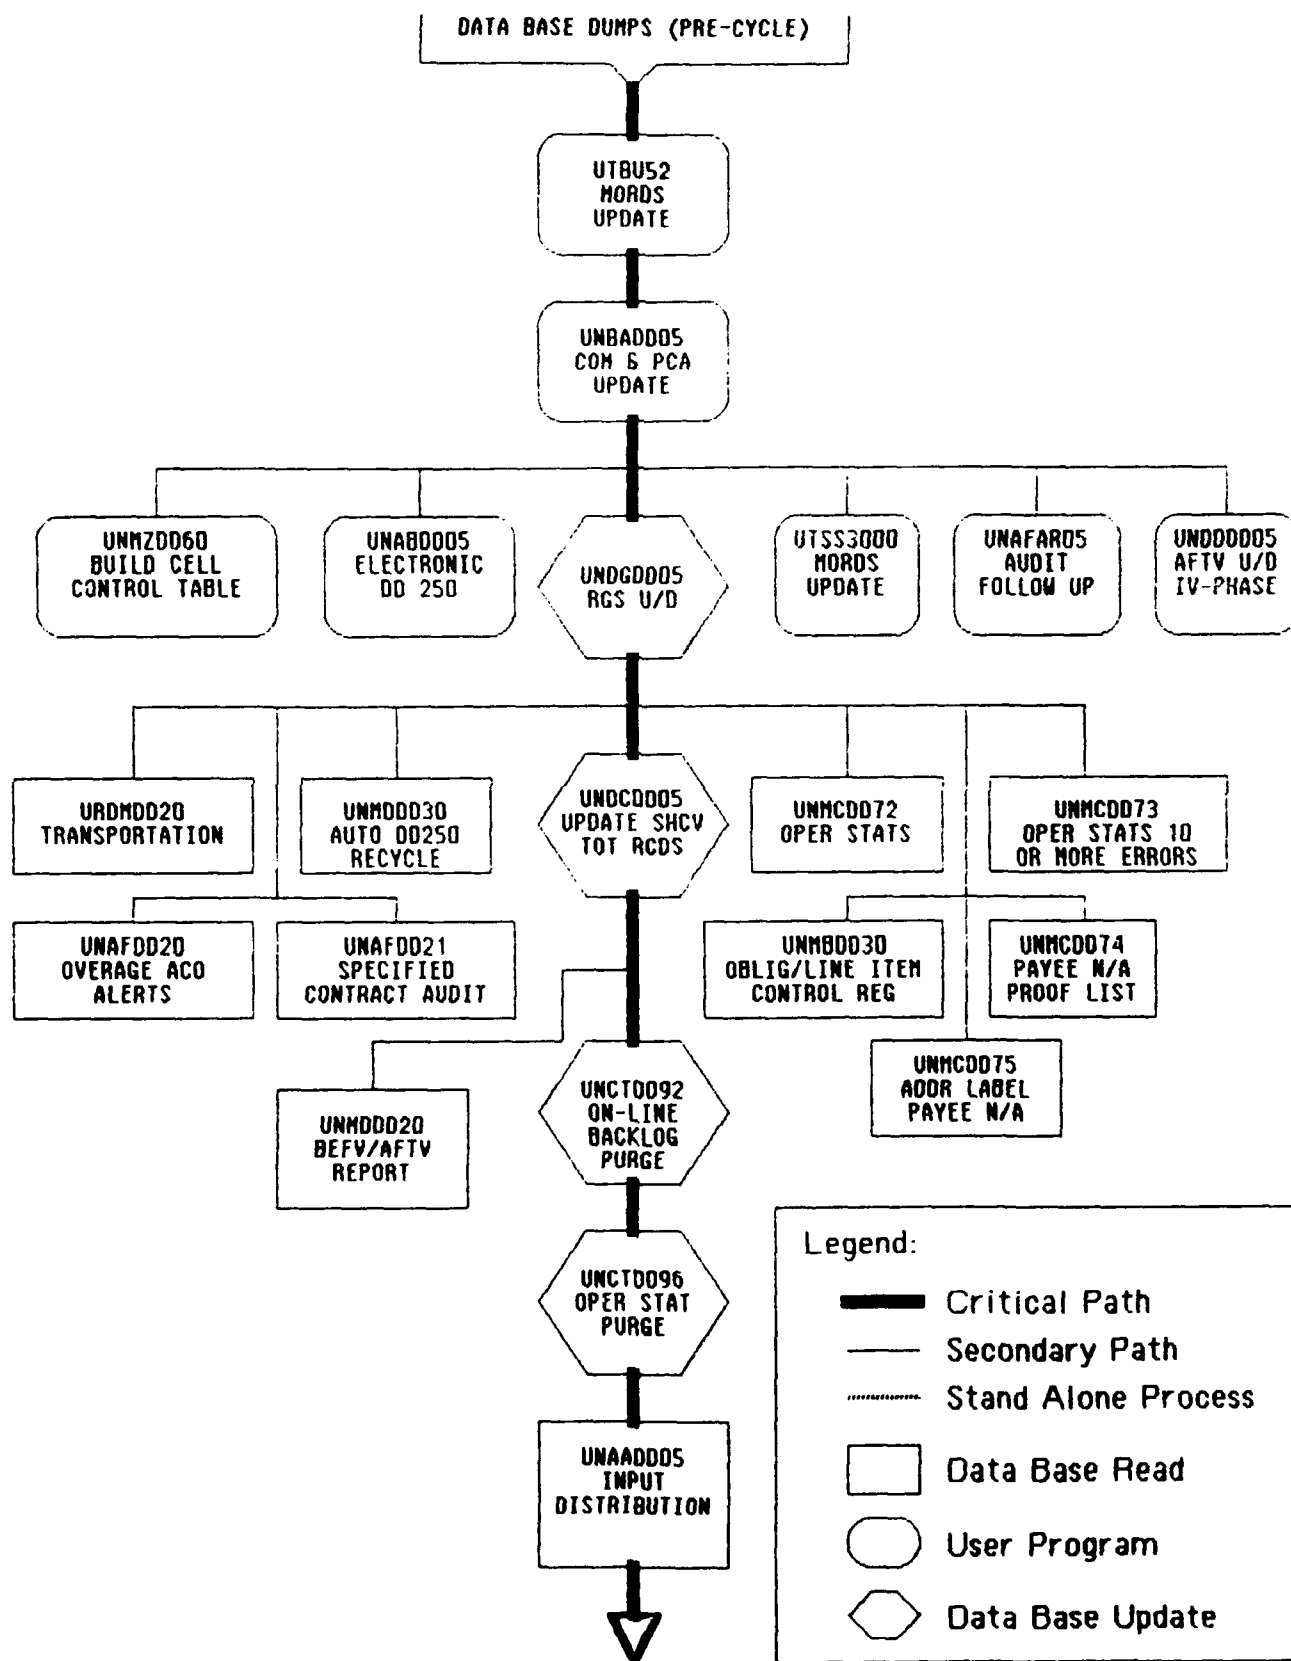 DATA BASE DUMPS (PRE-CYCLE)
UTBU52
MORDS
UPDATE
UNBADD05
COM & PCA
UPDATE
UNMZDD60
BUILD CELL
CONTROL TABLE
UNABDD05
ELECTRONIC
DD 250
UNDGDD05
RGS U/D
UTSS3000
MORDS
UPDATE
UNAFAR05
AUDIT
FOLLOW UP
UNDDDD05
AFTV U/D
IV-PHASE
URDMDD20
TRANSPORTATION
UNMDDD30
AUTO DD250
RECYCLE
UNDCDD05
UPDATE SHCV
TOT RCDS
UNMCDD72
OPER STATS
UNMCDD73
OPER STATS 10
OR MORE ERRORS
UNAFDD20
OVERAGE ACO
ALERTS
UNAFDD21
SPECIFIED
CONTRACT AUDIT
UNMBDD30
OBLIG/LINE ITEM
CONTROL REG
UNMCDD74
PAYEE N/A
PROOF LIST
UNMDDD20
BEFV/AFTV
REPORT
UNCTDD92
ON-LINE
BACKLOG
PURGE
UNMCDD75
ADDR LABEL
PAYEE N/A
UNCTDD96
OPER STAT
PURGE
UNAADD05
INPUT
DISTRIBUTION
Legend:
Critical Path
Secondary Path
Stand Alone Process
Data Base Read
User Program
Data Base Update